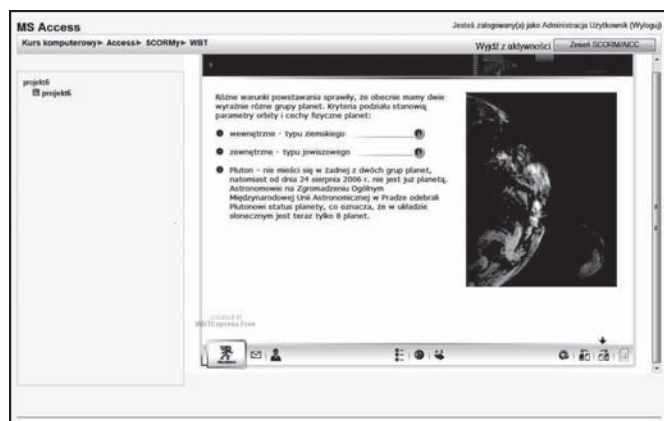 MS Access
Jesteś zalogowany(a) jako Administracja Użytkownik (Wyloguj)
Kurs komputerowy► Access► SCORMy► WBT
Wyjdź z aktywności
Zmień SCORM/AICC
projekt6
projekt6
Różne warunki powstawania sprawiły, że obecnie mamy dwie
wyraźnie różne grupy planet. Kryteria podziału stanowią
parametry orbity i cechy fizyczne planet:
wewnętrzne - typu ziemskiego
zewnętrzne - typu jowiszowego
Pluton - nie mieści się w żadnej z dwóch grup planet,
natomiast od dnia 24 sierpnia 2006 r. nie jest już planetą.
Astronomowie na Zgromadzeniu Ogólnym
Międzynarodowej Unii Astronomicznej w Pradze odebrali
Plutonowi status planety, co oznacza, że w układzie
słonecznym jest teraz tylko 8 planet.
created in
WBTExpress Free